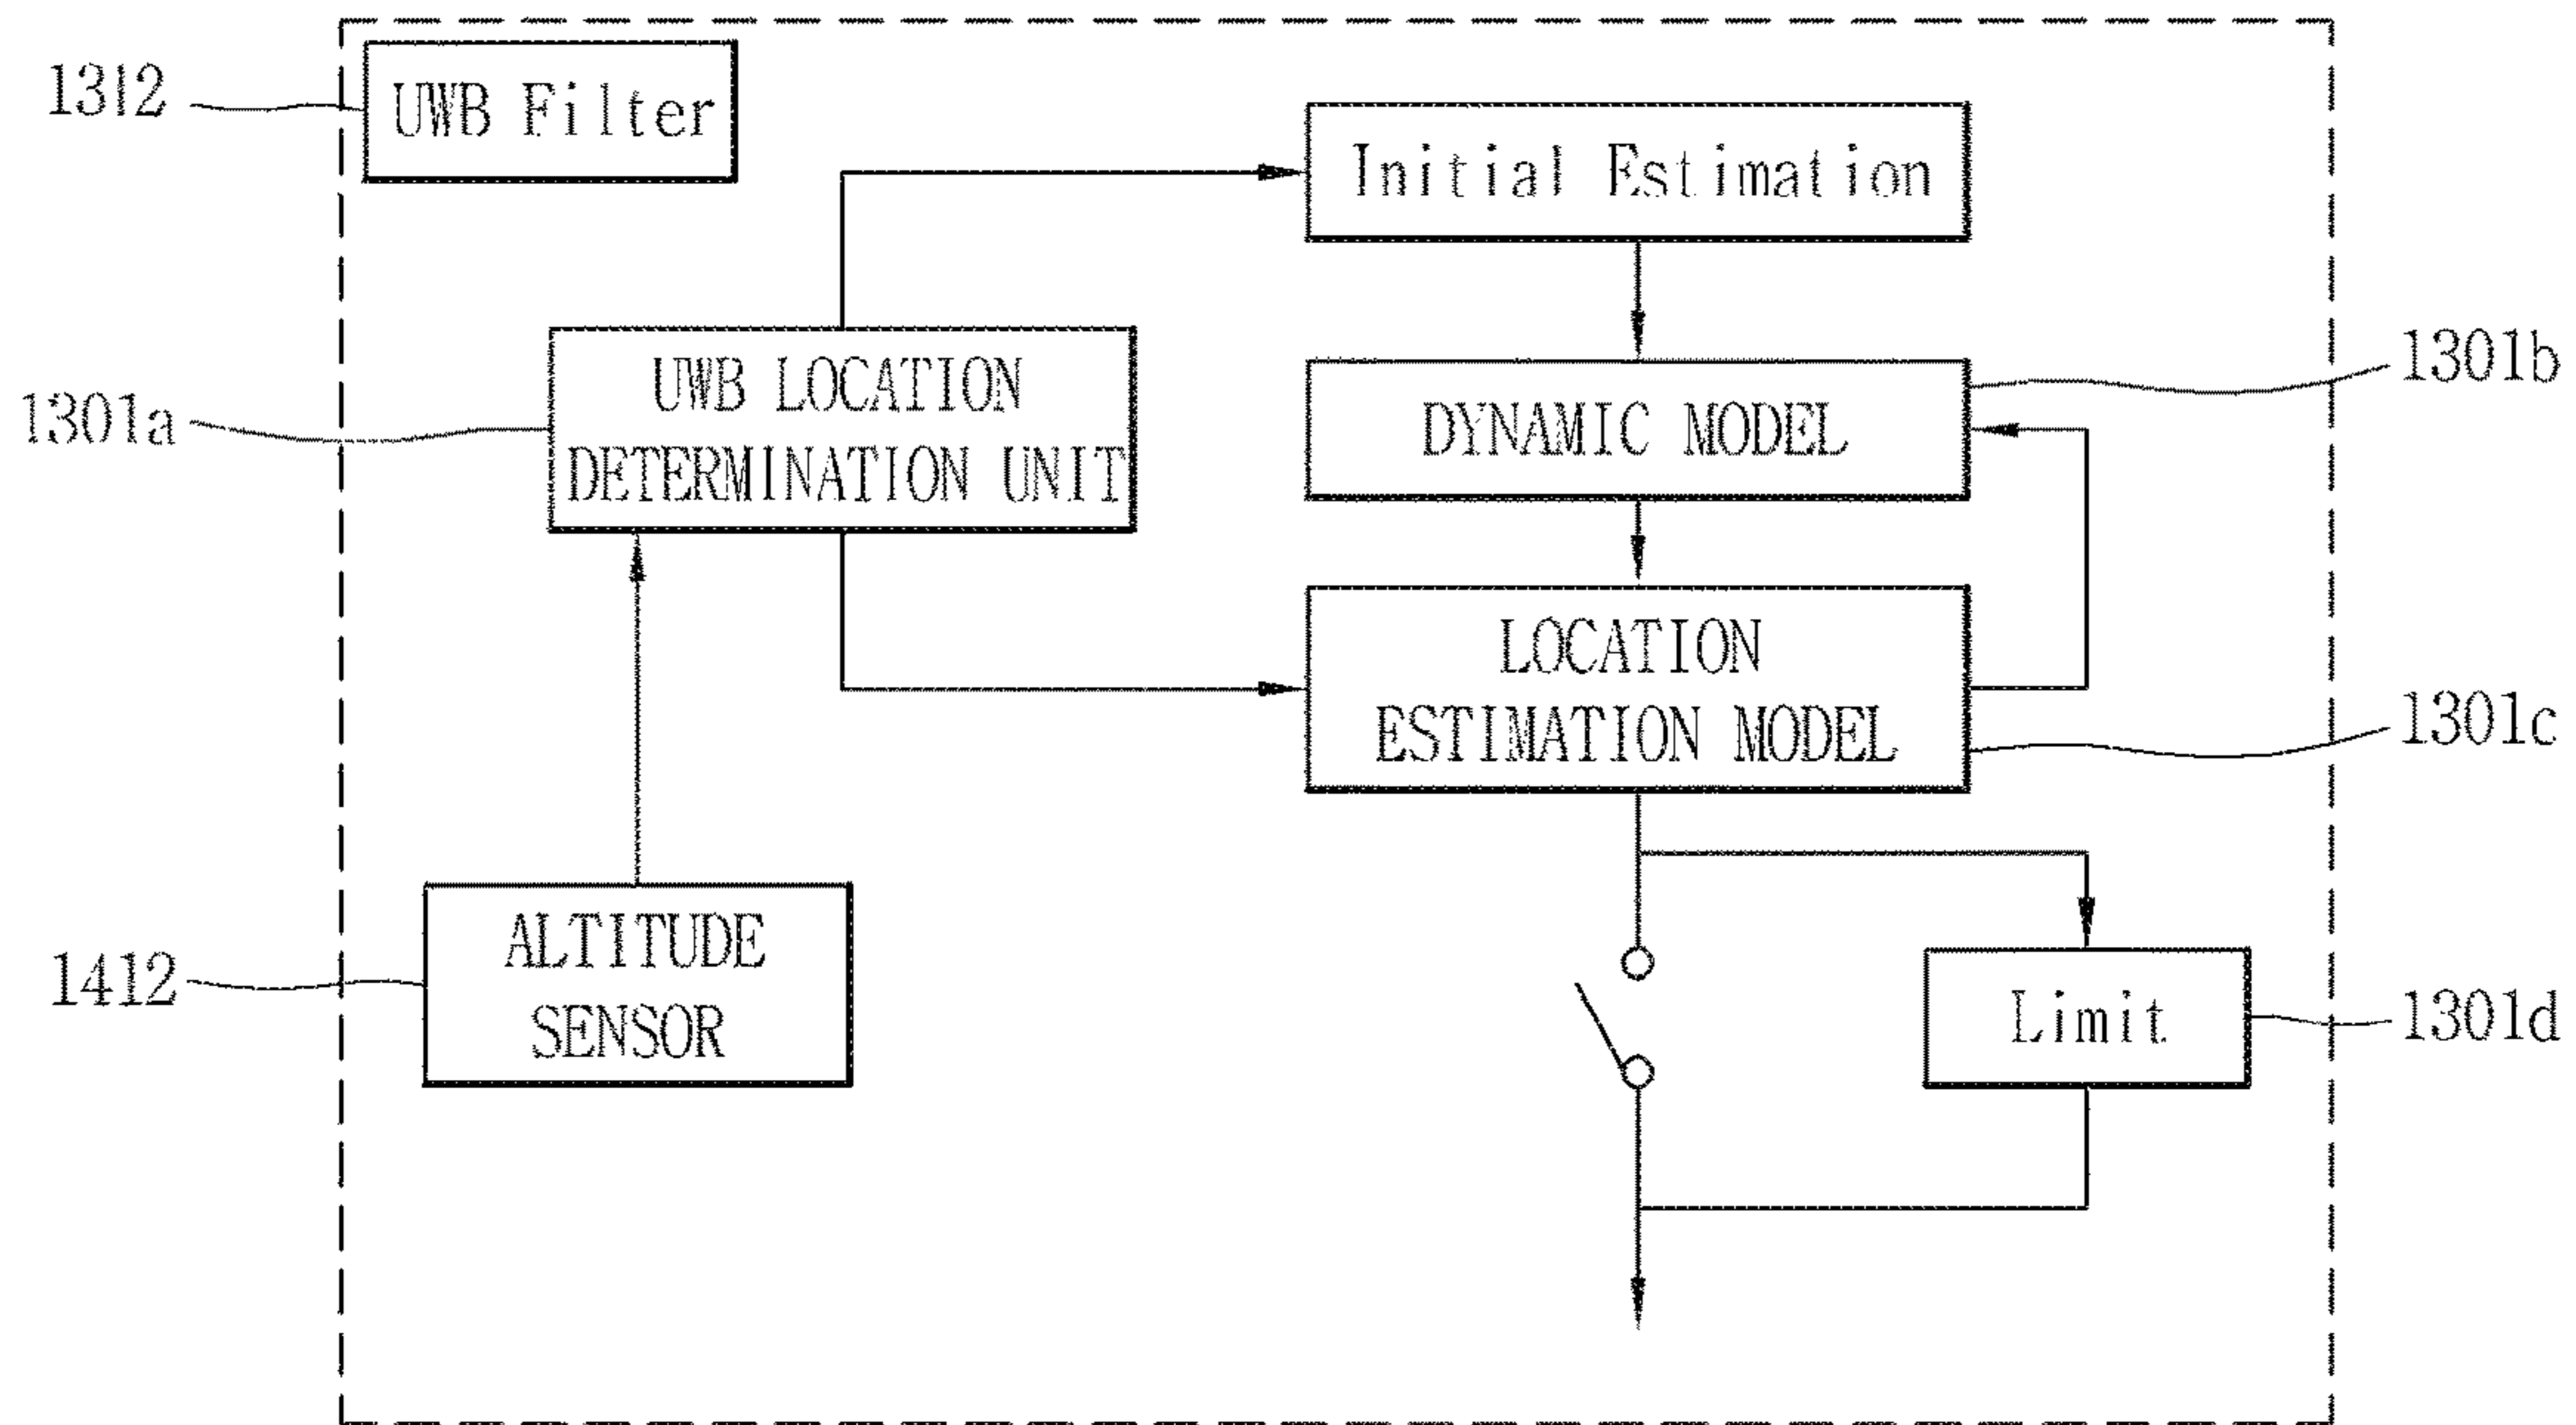 1312
UWB Filter
Initial Estimation
1301a
UWB LOCATION
DETERMINATION UNIT
DYNAMIC MODEL
1301b
LOCATION
ESTIMATION MODEL
1301c
1412
ALTITUDE
SENSOR
Limit
1301d